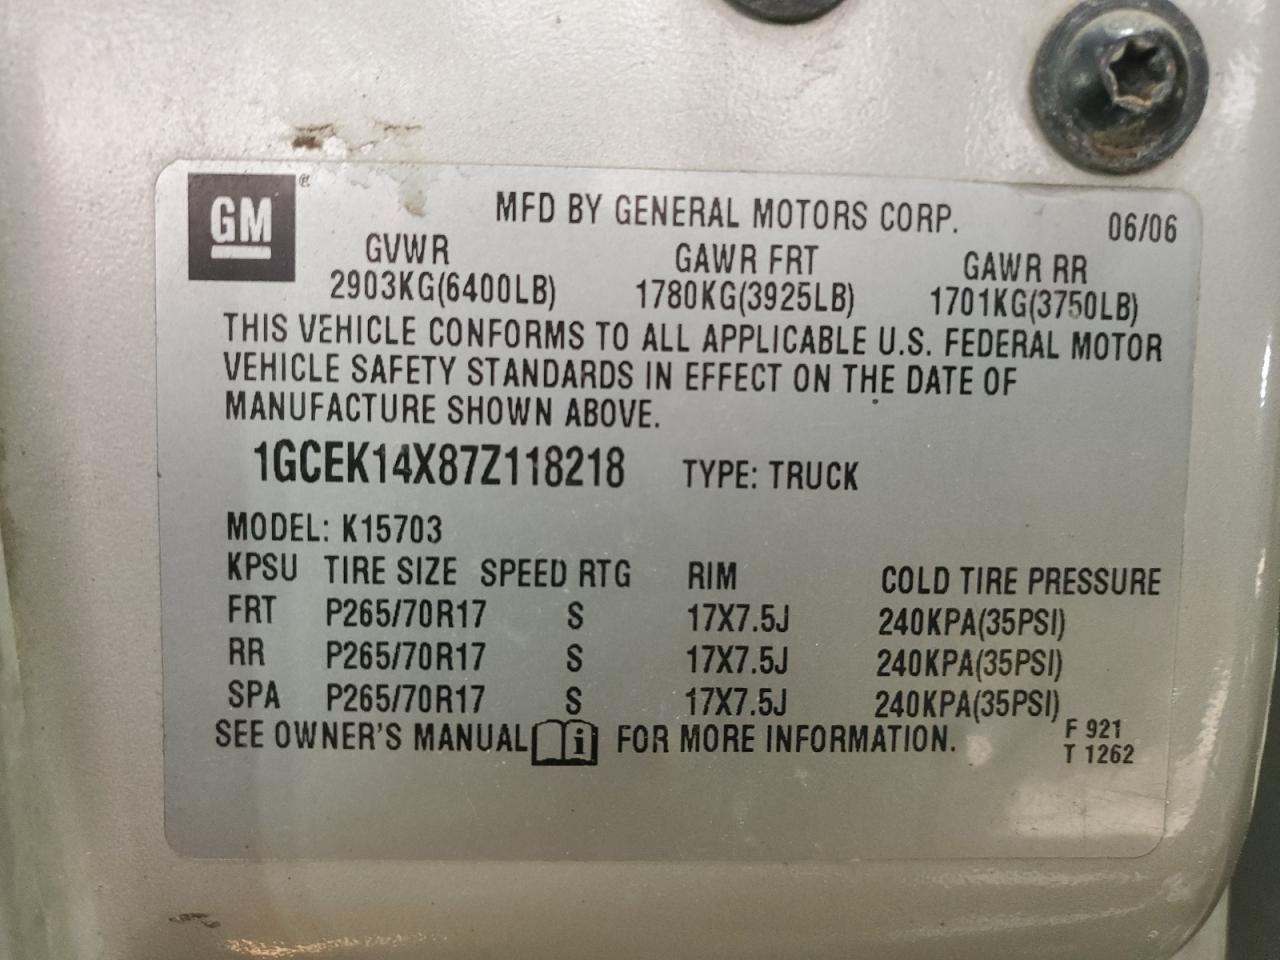 GM ®
MFD BY GENERAL MOTORS CORP. 06/06
GVWR GAWR FRT GAWR RR
2903KG(6400LB) 1780KG(3925LB) 1701KG(3750LB)
THIS VEHICLE CONFORMS TO ALL APPLICABLE U.S. FEDERAL MOTOR
VEHICLE SAFETY STANDARDS IN EFFECT ON THE DATE OF
MANUFACTURE SHOWN ABOVE.
1GCEK14X87Z118218 TYPE: TRUCK
MODEL: K15703
KPSU TIRE SIZE SPEED RTG RIM COLD TIRE PRESSURE
FRT P265/70R17 S 17X7.5J 240KPA(35PSI)
RR P265/70R17 S 17X7.5J 240KPA(35PSI)
SPA P265/70R17 S 17X7.5J 240KPA(35PSI)
SEE OWNER'S MANUAL i FOR MORE INFORMATION.
F 921
T 1262